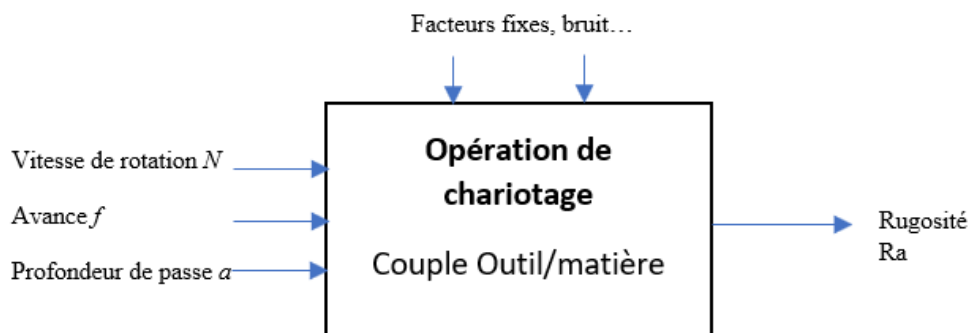 Facteurs fixes, bruit…
Vitesse de rotation N
Avance f
Profondeur de passe a
Opération de
chariotage
Couple Outil/matière
Rugosité
Ra